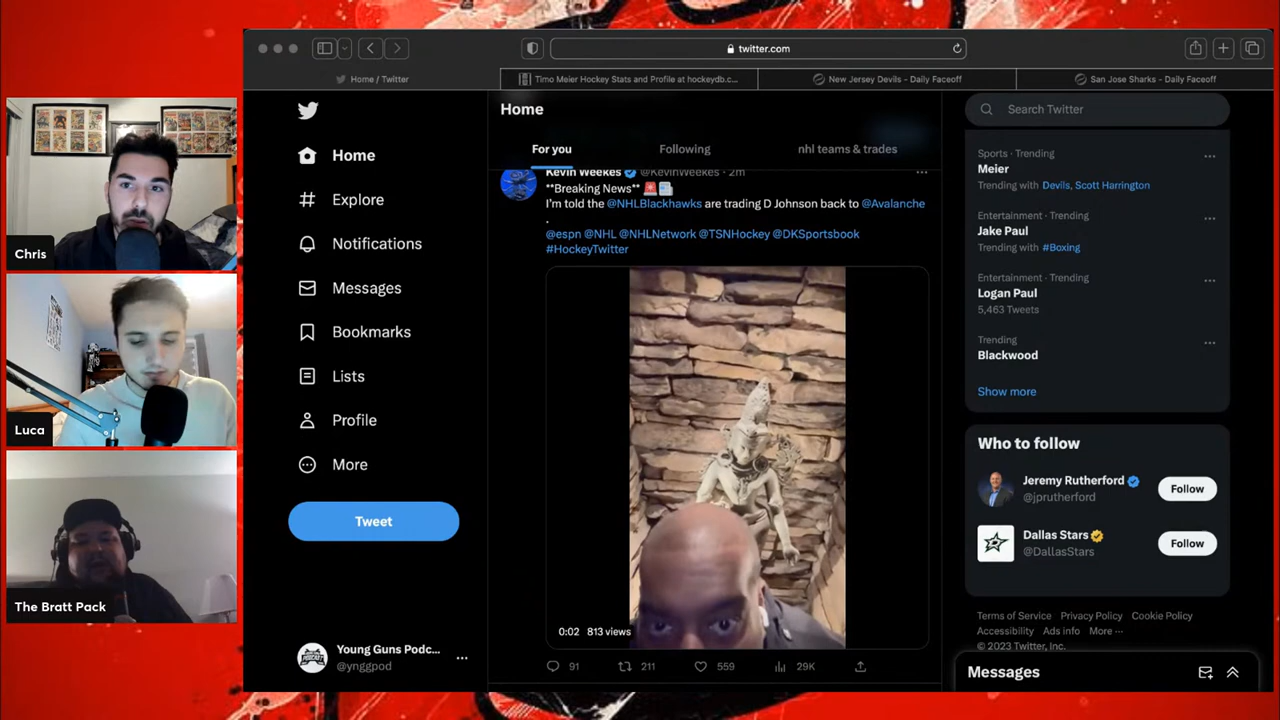 twitter.com
Home / Twitter
Timo Meier Hockey Stats and Profile at hockeydb.c...
New Jersey Devils - Daily Faceoff
San Jose Sharks - Daily Faceoff
Chris
Luca
The Bratt Pack
Home
Explore
Notifications
Messages
Bookmarks
Lists
Profile
More
Tweet
Young Guns Podc...
@ynggpod
Home
For you
Following
nhl teams & trades
Kevin Weekes @KevinWeekes · 2m
**Breaking News**
I'm told the @NHLBlackhawks are trading D Johnson back to @Avalanche
.
@espn @NHL @NHLNetwork @TSNHockey @DKSportsbook
#HockeyTwitter
0:02 813 views
91 211 559 29K
Search Twitter
Sports · Trending
Meier
Trending with Devils, Scott Harrington
Entertainment · Trending
Jake Paul
Trending with #Boxing
Entertainment · Trending
Logan Paul
5,463 Tweets
Trending
Blackwood
Show more
Who to follow
Jeremy Rutherford
@jprutherford
Follow
Dallas Stars
@DallasStars
Follow
Terms of Service Privacy Policy Cookie Policy
Accessibility Ads info More ···
© 2023 Twitter, Inc.
Messages